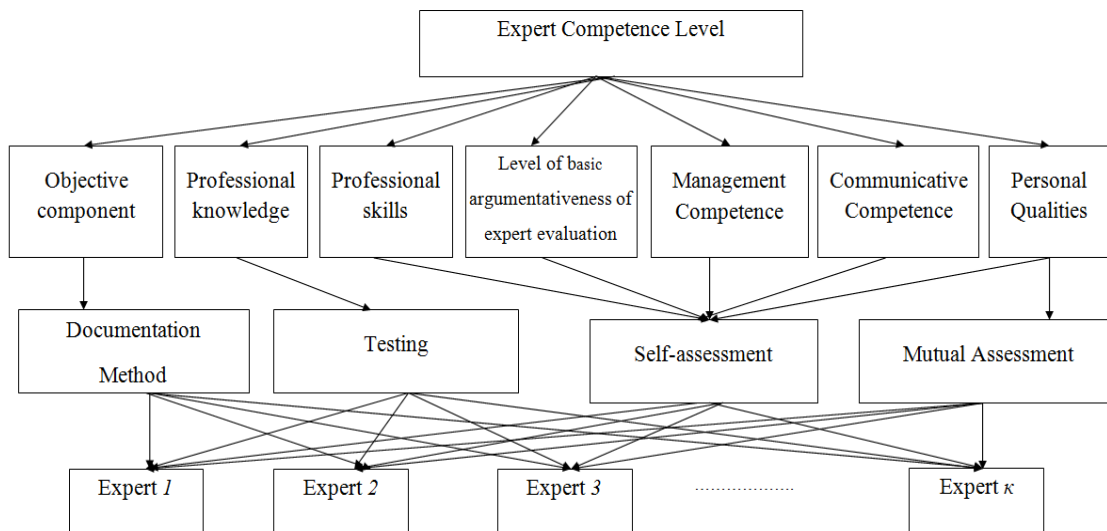 Expert Competence Level
Objective
component
Professional
knowledge
Professional
skills
Level of basic
argumentativeness of
expert evaluation
Management
Competence
Communicative
Competence
Personal
Qualities
Documentation
Method
Testing
Self-assessment
Mutual Assessment
Expert 1
Expert 2
Expert 3
....................
Expert к